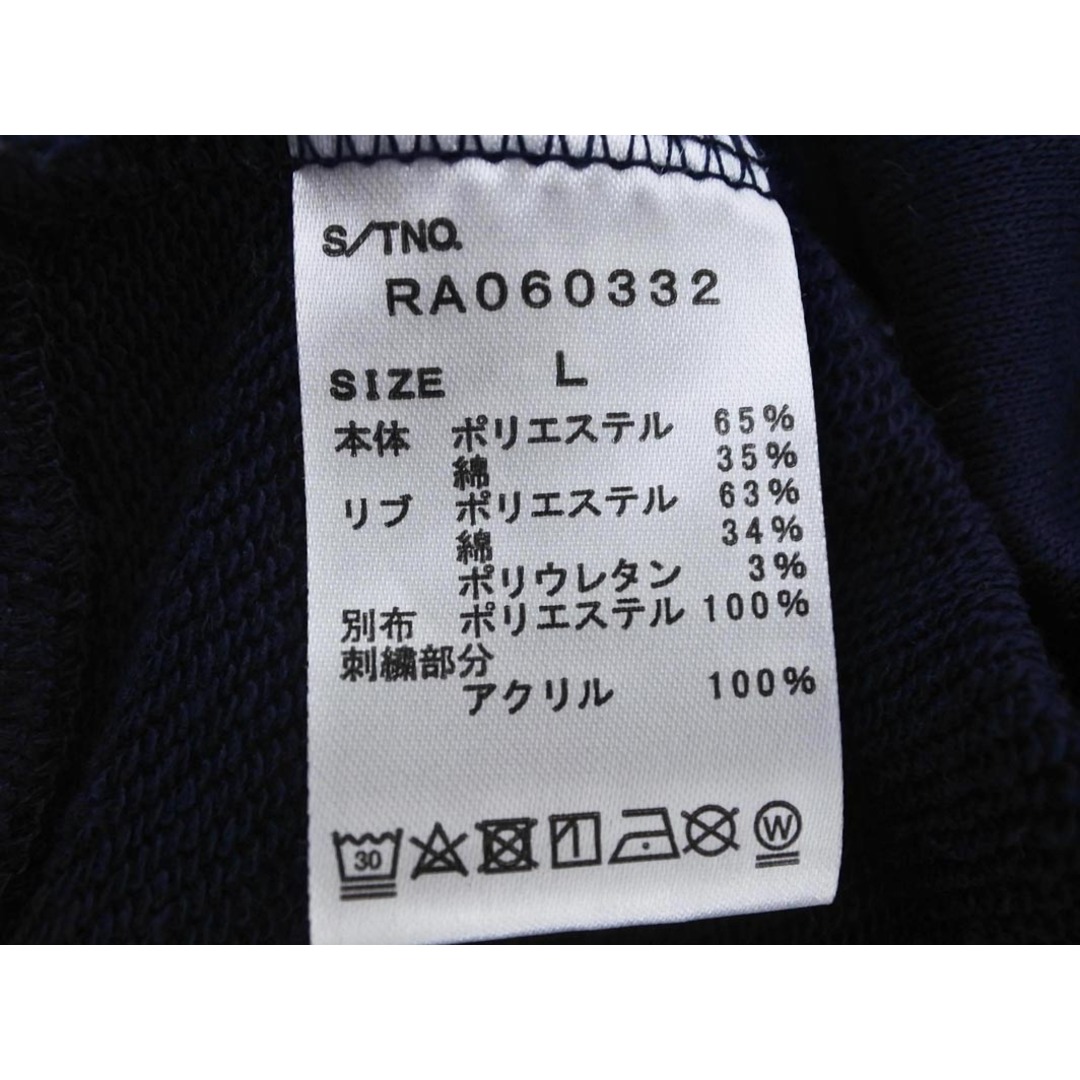 S/TNO.
RA060332
SIZE L
本体 ポリエステル 65%
綿 35%
リブ ポリエステル 63%
綿 34%
ポリウレタン 3%
別布 ポリエステル 100%
刺繍部分
アクリル 100%
30 W